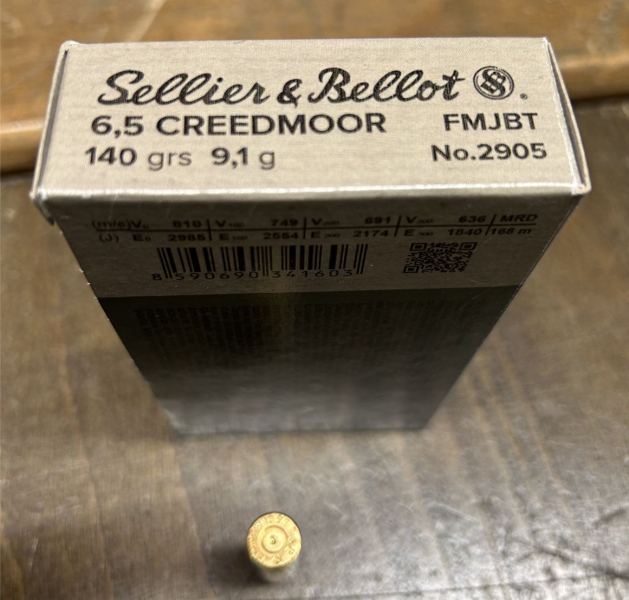 Sellier & Bellot
6,5 CREEDMOOR FMJBT
140 grs 9,1 g No.2905
(m/s) V₀ 810 | V₁₀₀ 749 | V₂₀₀ 691 | V₃₀₀ 636 | MRD
(J) E₀ 2985 | E₁₀₀ 2554 | E₂₀₀ 2174 | E₃₀₀ 1840 | 168 m
8 590690 341603